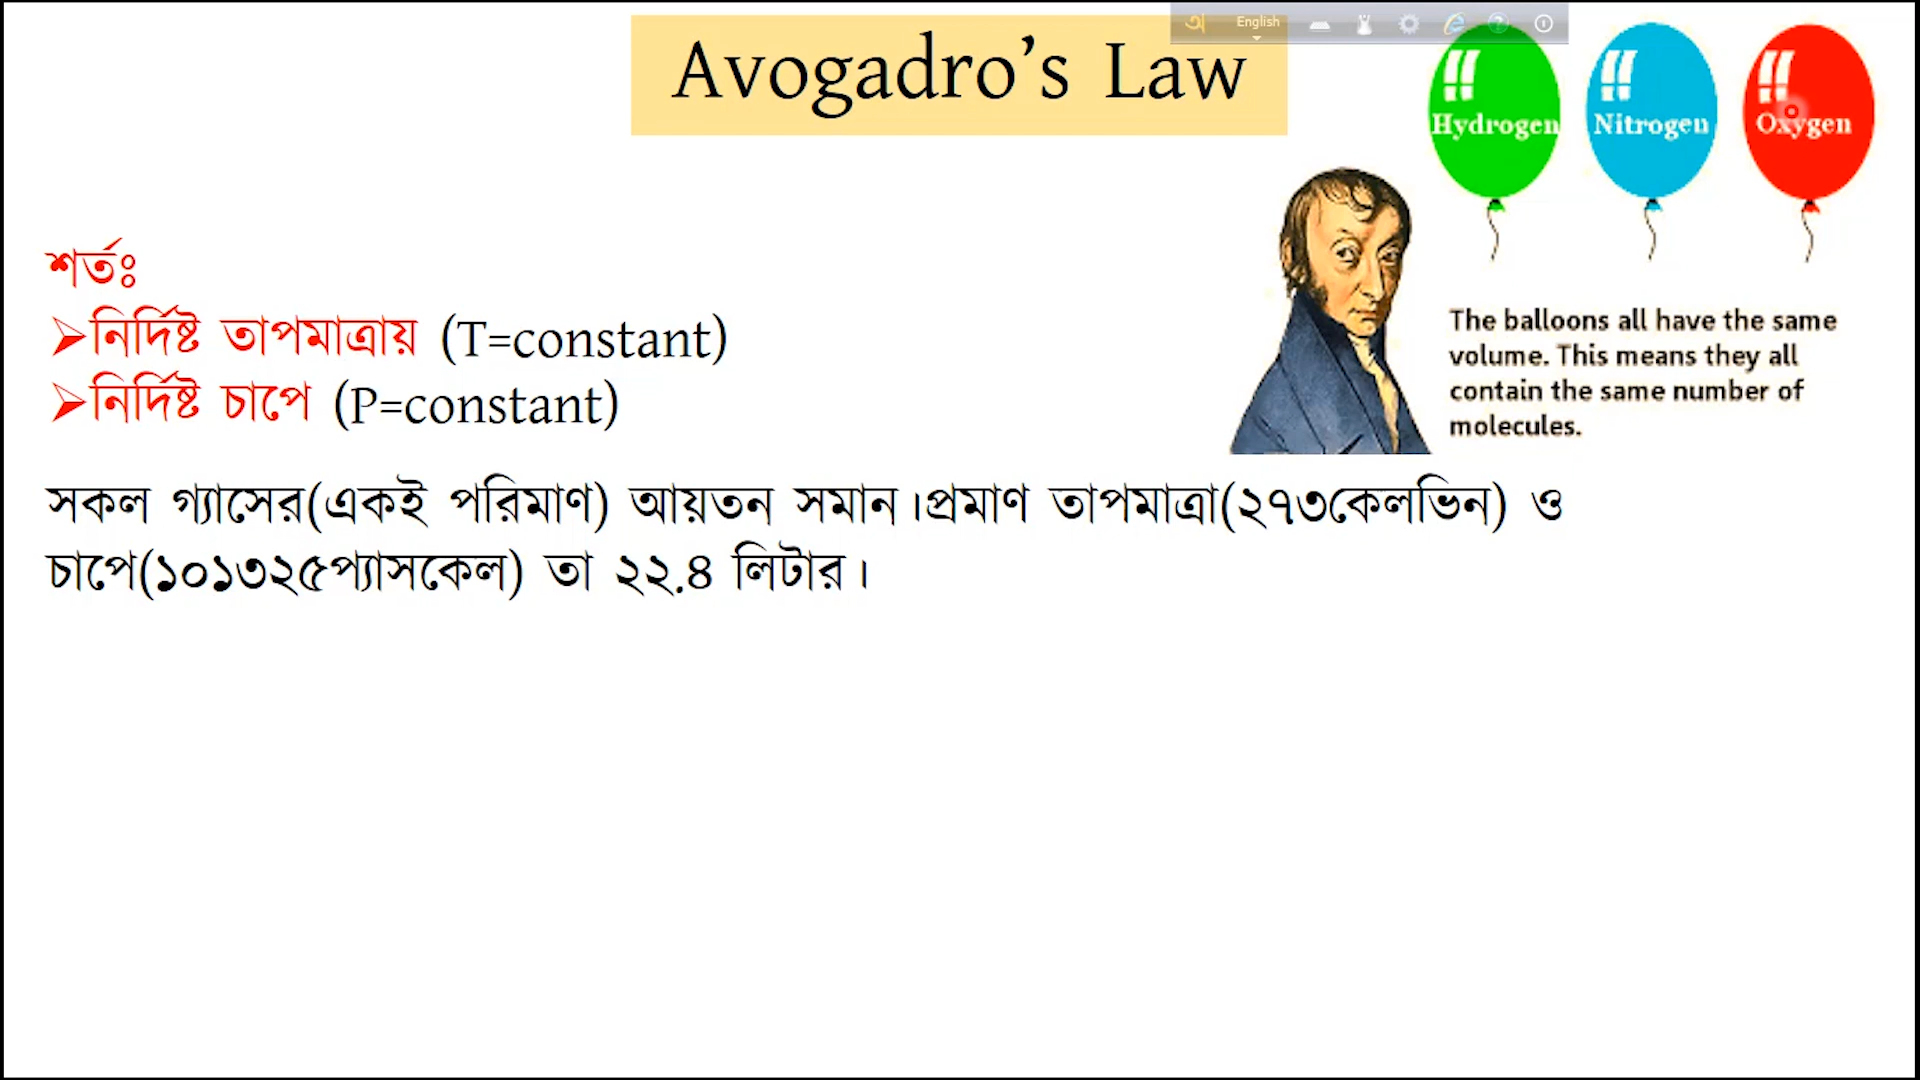 English
Avogadro’s Law
Hydrogen
Nitrogen
Oxygen
শর্তঃ
➢নির্দিষ্ট তাপমাত্রায় (T=constant)
➢নির্দিষ্ট চাপে (P=constant)
The balloons all have the same
volume. This means they all
contain the same number of
molecules.
সকল গ্যাসের(একই পরিমাণ) আয়তন সমান।প্রমাণ তাপমাত্রা(২৭৩কেলভিন) ও
চাপে(১০১৩২৫প্যাসকেল) তা ২২.৪ লিটার।